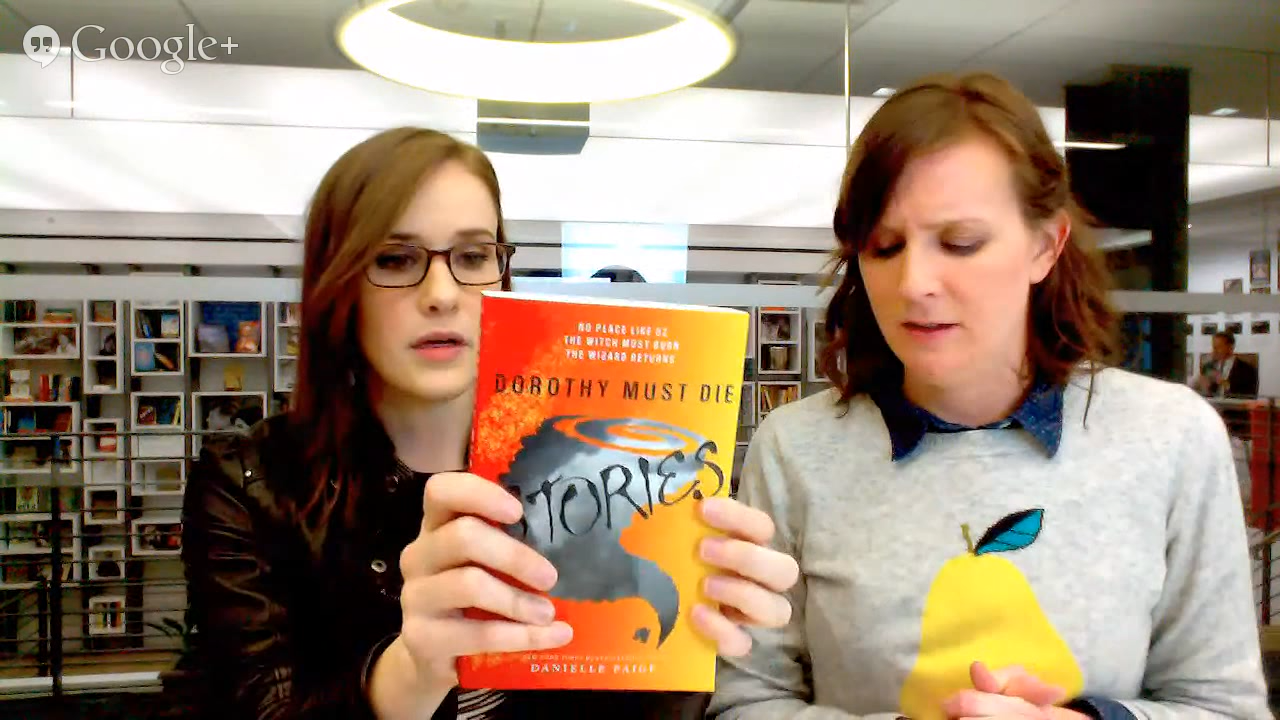 Google+
NO PLACE LIKE OZ
THE WITCH MUST BURN
THE WIZARD RETURNS
DOROTHY MUST DIE
STORIES
DANIELLE PAIGE